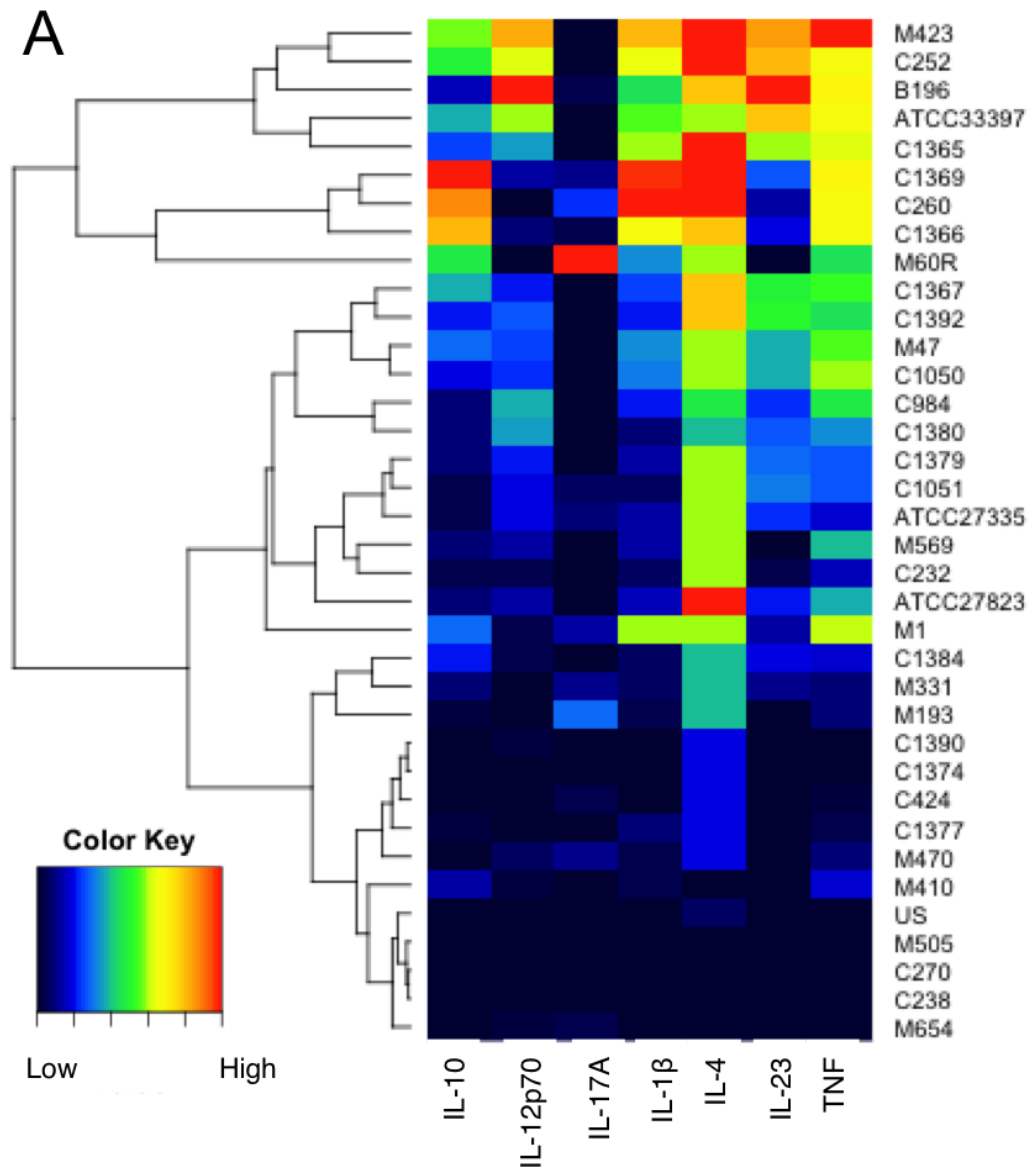 A
M423
C252
B196
ATCC33397
C1365
C1369
C260
C1366
M60R
C1367
C1392
M47
C1050
C984
C1380
C1379
C1051
ATCC27335
M569
C232
ATCC27823
M1
C1384
M331
M193
C1390
C1374
C424
C1377
M470
M410
US
M505
C270
C238
M654
Color Key
Low High
IL-10
IL-12p70
IL-17A
IL-1β
IL-4
IL-23
TNF